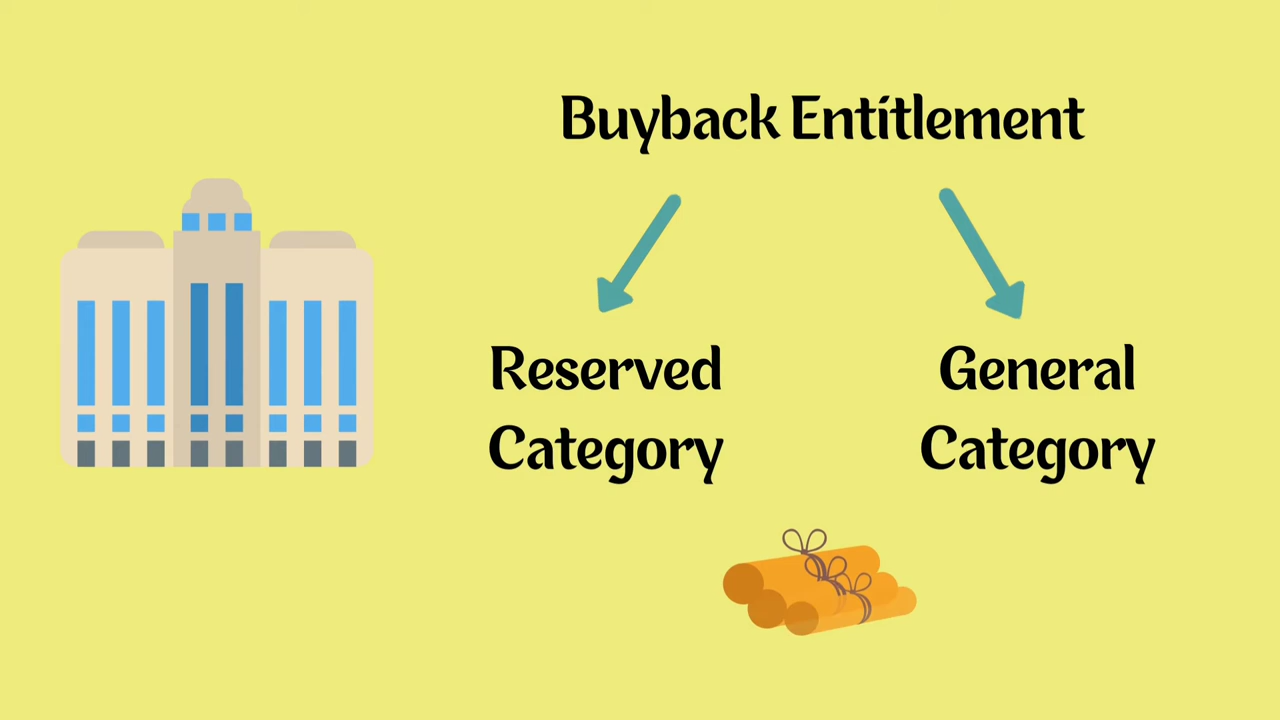 Buyback Entitlement
Reserved
Category
General
Category